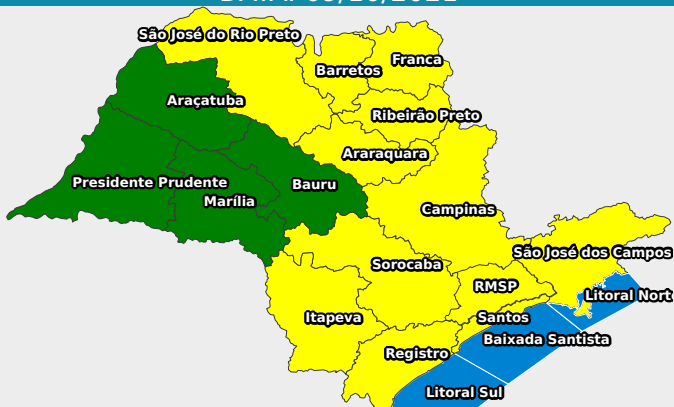 São José do Rio Preto
Franca
Barretos
Araçatuba
Ribeirão Preto
Araraquara
Presidente Prudente
Bauru
Marília
Campinas
São José dos Campos
Sorocaba
RMSP
Litoral Nort
Itapeva
Santos
Baixada Santista
Registro
Litoral Sul